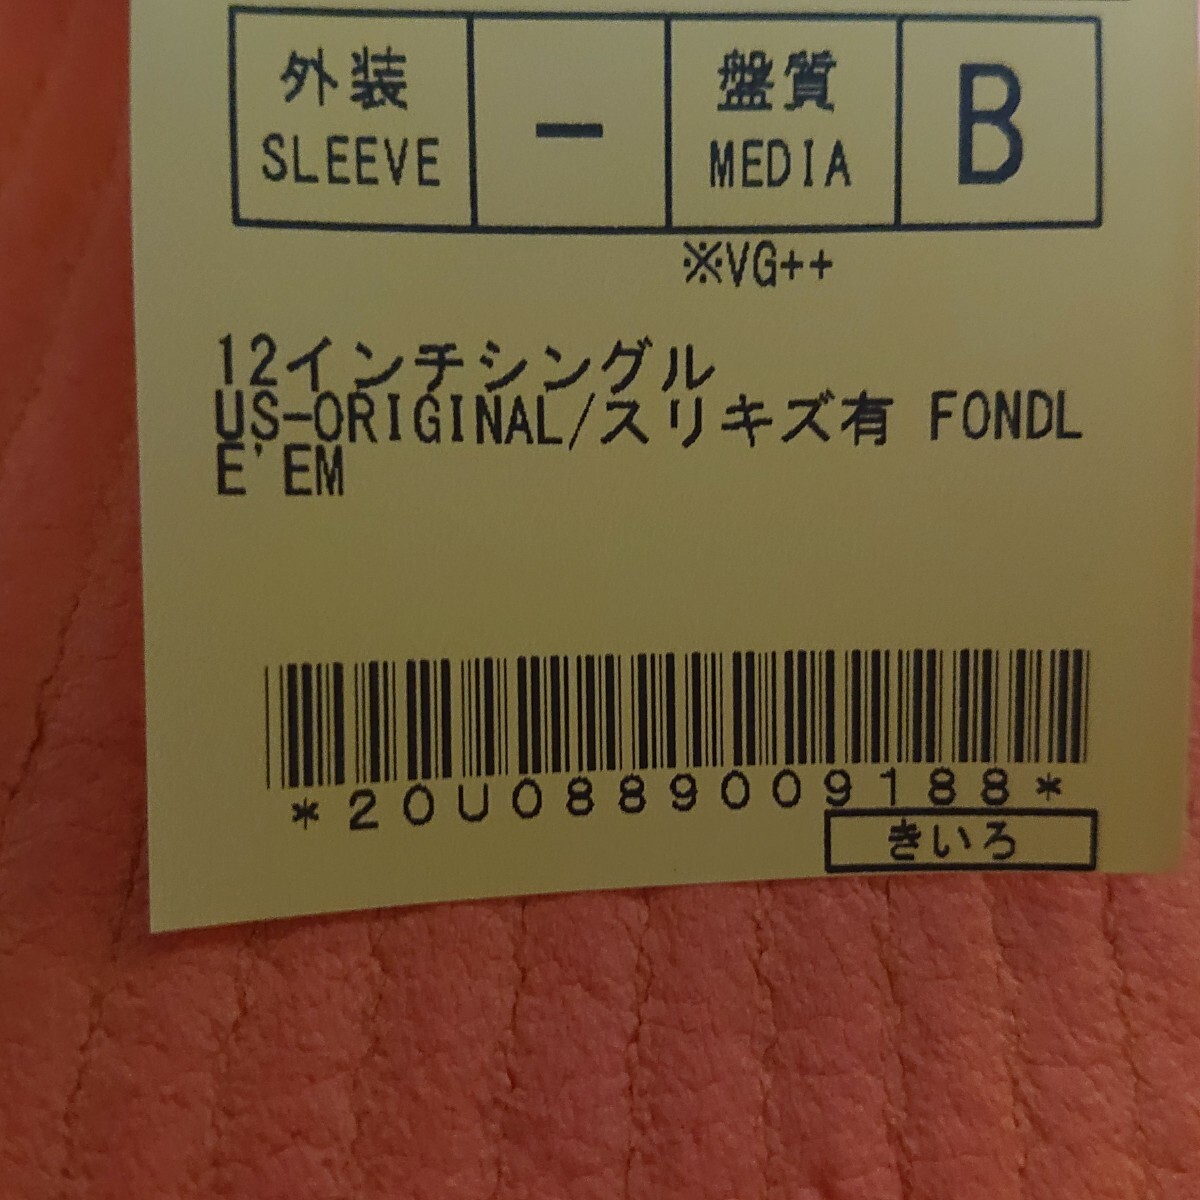 外装 SLEEVE
－
盤質 MEDIA
B
※VG++
12インチシングル
US-ORIGINAL/スリキズ有 FONDL
E'EM
*20U0889009188*
きいろ